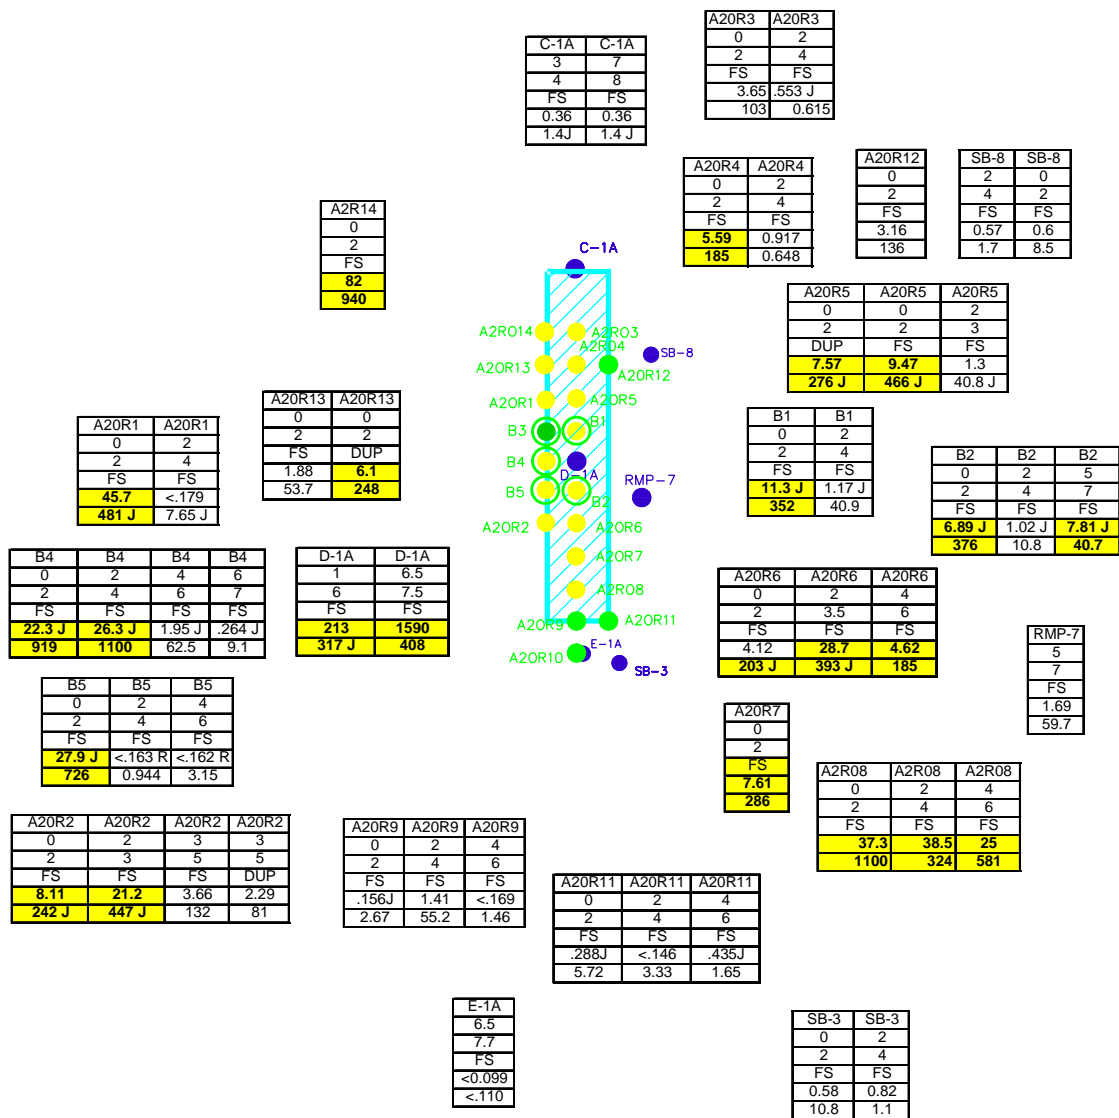 A20R3 A20R3
0 2
2 4
FS FS
3.65 .553 J
103 0.615
C-1A C-1A
3 7
4 8
FS FS
0.36 0.36
1.4J 1.4 J
A20R4 A20R4
0 2
2 4
FS FS
5.59 0.917
185 0.648
A20R12
0
2
FS
3.16
136
SB-8 SB-8
2 0
4 2
FS FS
0.57 0.6
1.7 8.5
A2R14
0
2
FS
82
940
A20R5 A20R5 A20R5
0 0 2
2 2 3
DUP FS FS
7.57 9.47 1.3
276 J 466 J 40.8 J
C-1A
A2RO14
A2RO3
A2RO4
SB-8
A2OR13
A2OR12
A2OR1
A2OR5
B3
B1
B4
D-1A
RMP-7
B5
B2
A2OR2
A2OR6
A2OR7
A2RO8
A2OR9
A2OR11
A2OR10
E-1A
SB-3
A20R13 A20R13
0 0
2 2
FS DUP
1.88 6.1
53.7 248
A20R1 A20R1
0 2
2 4
FS FS
45.7 <.179
481 J 7.65 J
B1 B1
0 2
2 4
FS FS
11.3 J 1.17 J
352 40.9
B2 B2 B2
0 2 5
2 4 7
FS FS FS
6.89 J 1.02 J 7.81 J
376 10.8 40.7
B4 B4 B4 B4
0 2 4 6
2 4 6 7
FS FS FS FS
22.3 J 26.3 J 1.95 J .264 J
919 1100 62.5 9.1
D-1A D-1A
1 6.5
6 7.5
FS FS
213 1590
317 J 408
A20R6 A20R6 A20R6
0 2 4
2 3.5 6
FS FS FS
4.12 28.7 4.62
203 J 393 J 185
RMP-7
5
7
FS
1.69
59.7
B5 B5 B5
0 2 4
2 4 6
FS FS FS
27.9 J <.163 R <.162 R
726 0.944 3.15
A20R7
0
2
FS
7.61
286
A2R08 A2R08 A2R08
0 2 4
2 4 6
FS FS FS
37.3 38.5 25
1100 324 581
A20R2 A20R2 A20R2 A20R2
0 2 3 3
2 3 5 5
FS FS FS DUP
8.11 21.2 3.66 2.29
242 J 447 J 132 81
A20R9 A20R9 A20R9
0 2 4
2 4 6
FS FS FS
.156J 1.41 <.169
2.67 55.2 1.46
A20R11 A20R11 A20R11
0 2 4
2 4 6
FS FS FS
.288J <.146 .435J
5.72 3.33 1.65
E-1A
6.5
7.7
FS
<0.099
<.110
SB-3 SB-3
0 2
2 4
FS FS
0.58 0.82
10.8 1.1